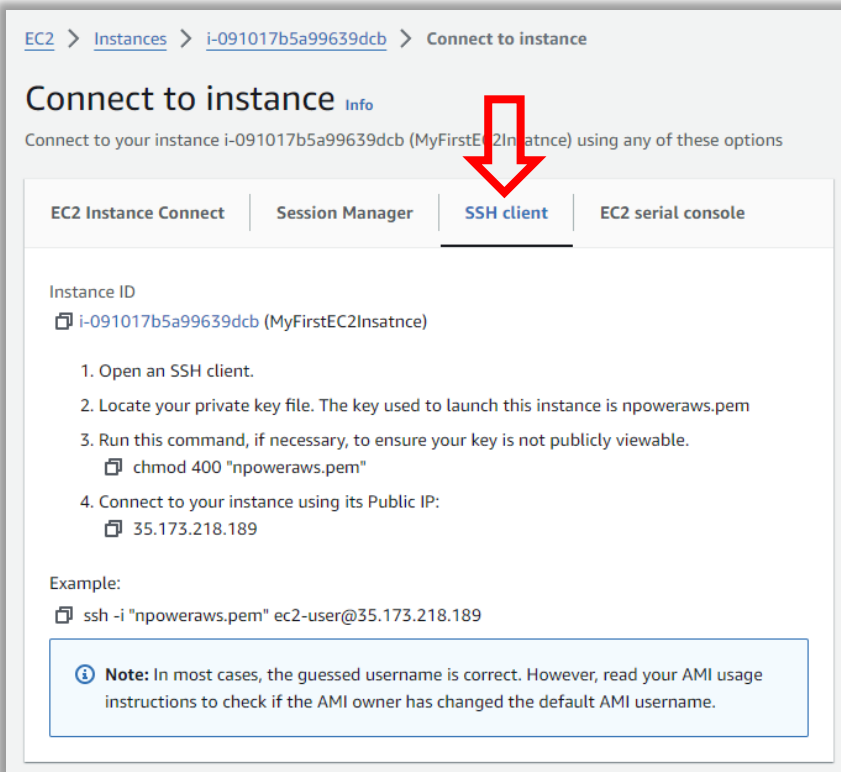 EC2 > Instances > i-091017b5a99639dcb > Connect to instance
Connect to instance Info
Connect to your instance i-091017b5a99639dcb (MyFirstEC2Insatnce) using any of these options
EC2 Instance Connect Session Manager SSH client EC2 serial console
Instance ID
i-091017b5a99639dcb (MyFirstEC2Insatnce)
1. Open an SSH client.
2. Locate your private key file. The key used to launch this instance is npoweraws.pem
3. Run this command, if necessary, to ensure your key is not publicly viewable.
chmod 400 "npoweraws.pem"
4. Connect to your instance using its Public IP:
35.173.218.189
Example:
ssh -i "npoweraws.pem" ec2-user@35.173.218.189
Note: In most cases, the guessed username is correct. However, read your AMI usage
instructions to check if the AMI owner has changed the default AMI username.